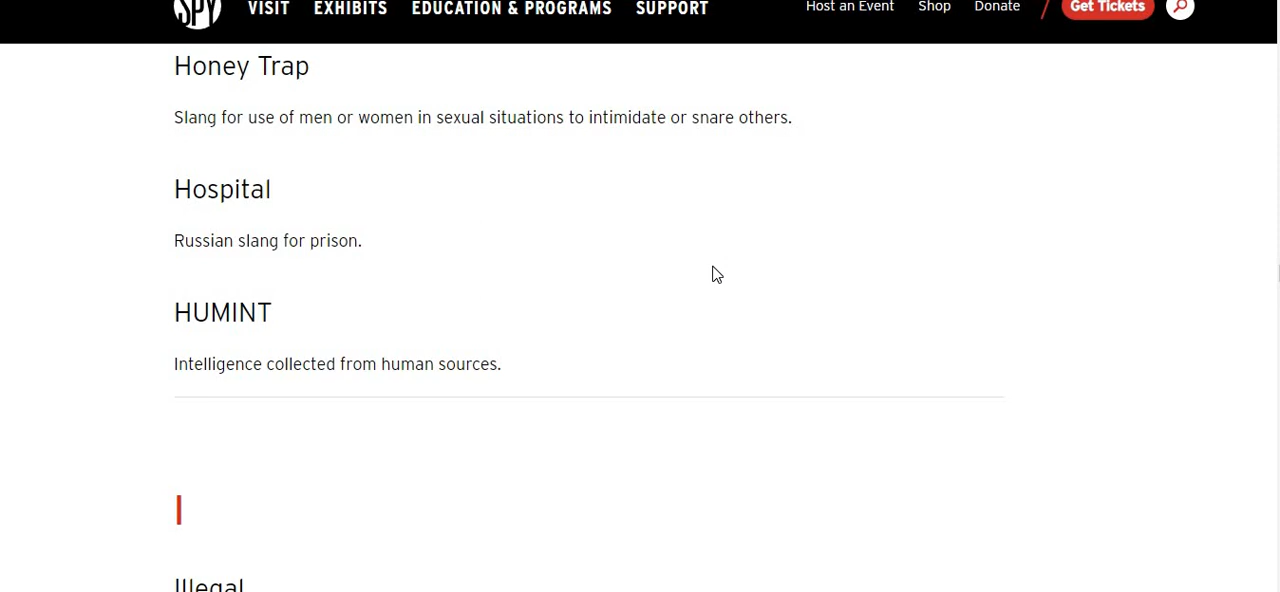 SPY
VISIT EXHIBITS EDUCATION & PROGRAMS SUPPORT Host an Event Shop Donate / Get Tickets
Honey Trap
Slang for use of men or women in sexual situations to intimidate or snare others.
Hospital
Russian slang for prison.
HUMINT
Intelligence collected from human sources.
I
Illegal